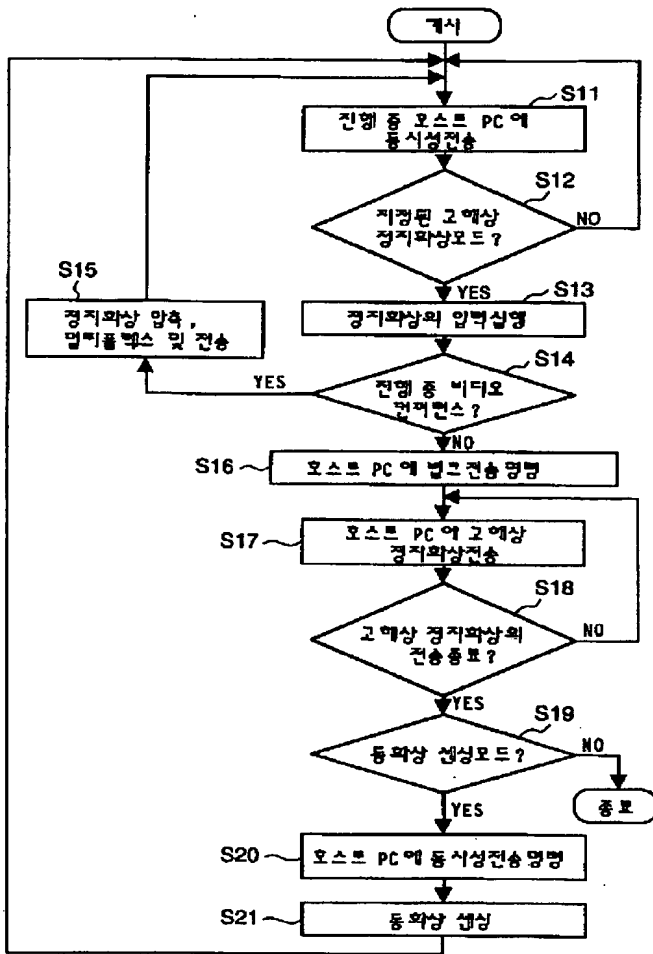 개시
S11
진행 중 호스트 PC에
동시성전송
S12
지정된 고해상
정지화상모드?
NO
S15
YES
S13
정지화상 압축,
멀티플렉스 및 전송
정지화상의 압력실행
S14
YES
진행 중 비디오
컨퍼런스?
NO
S16
호스트 PC에 벌크전송명령
S17
호스트 PC에 고해상
정지화상전송
S18
고해상 정지화상의
전송종료?
NO
YES
S19
동화상 센싱모드?
NO
YES
종료
S20
호스트 PC에 동시성전송명령
S21
동화상 센싱